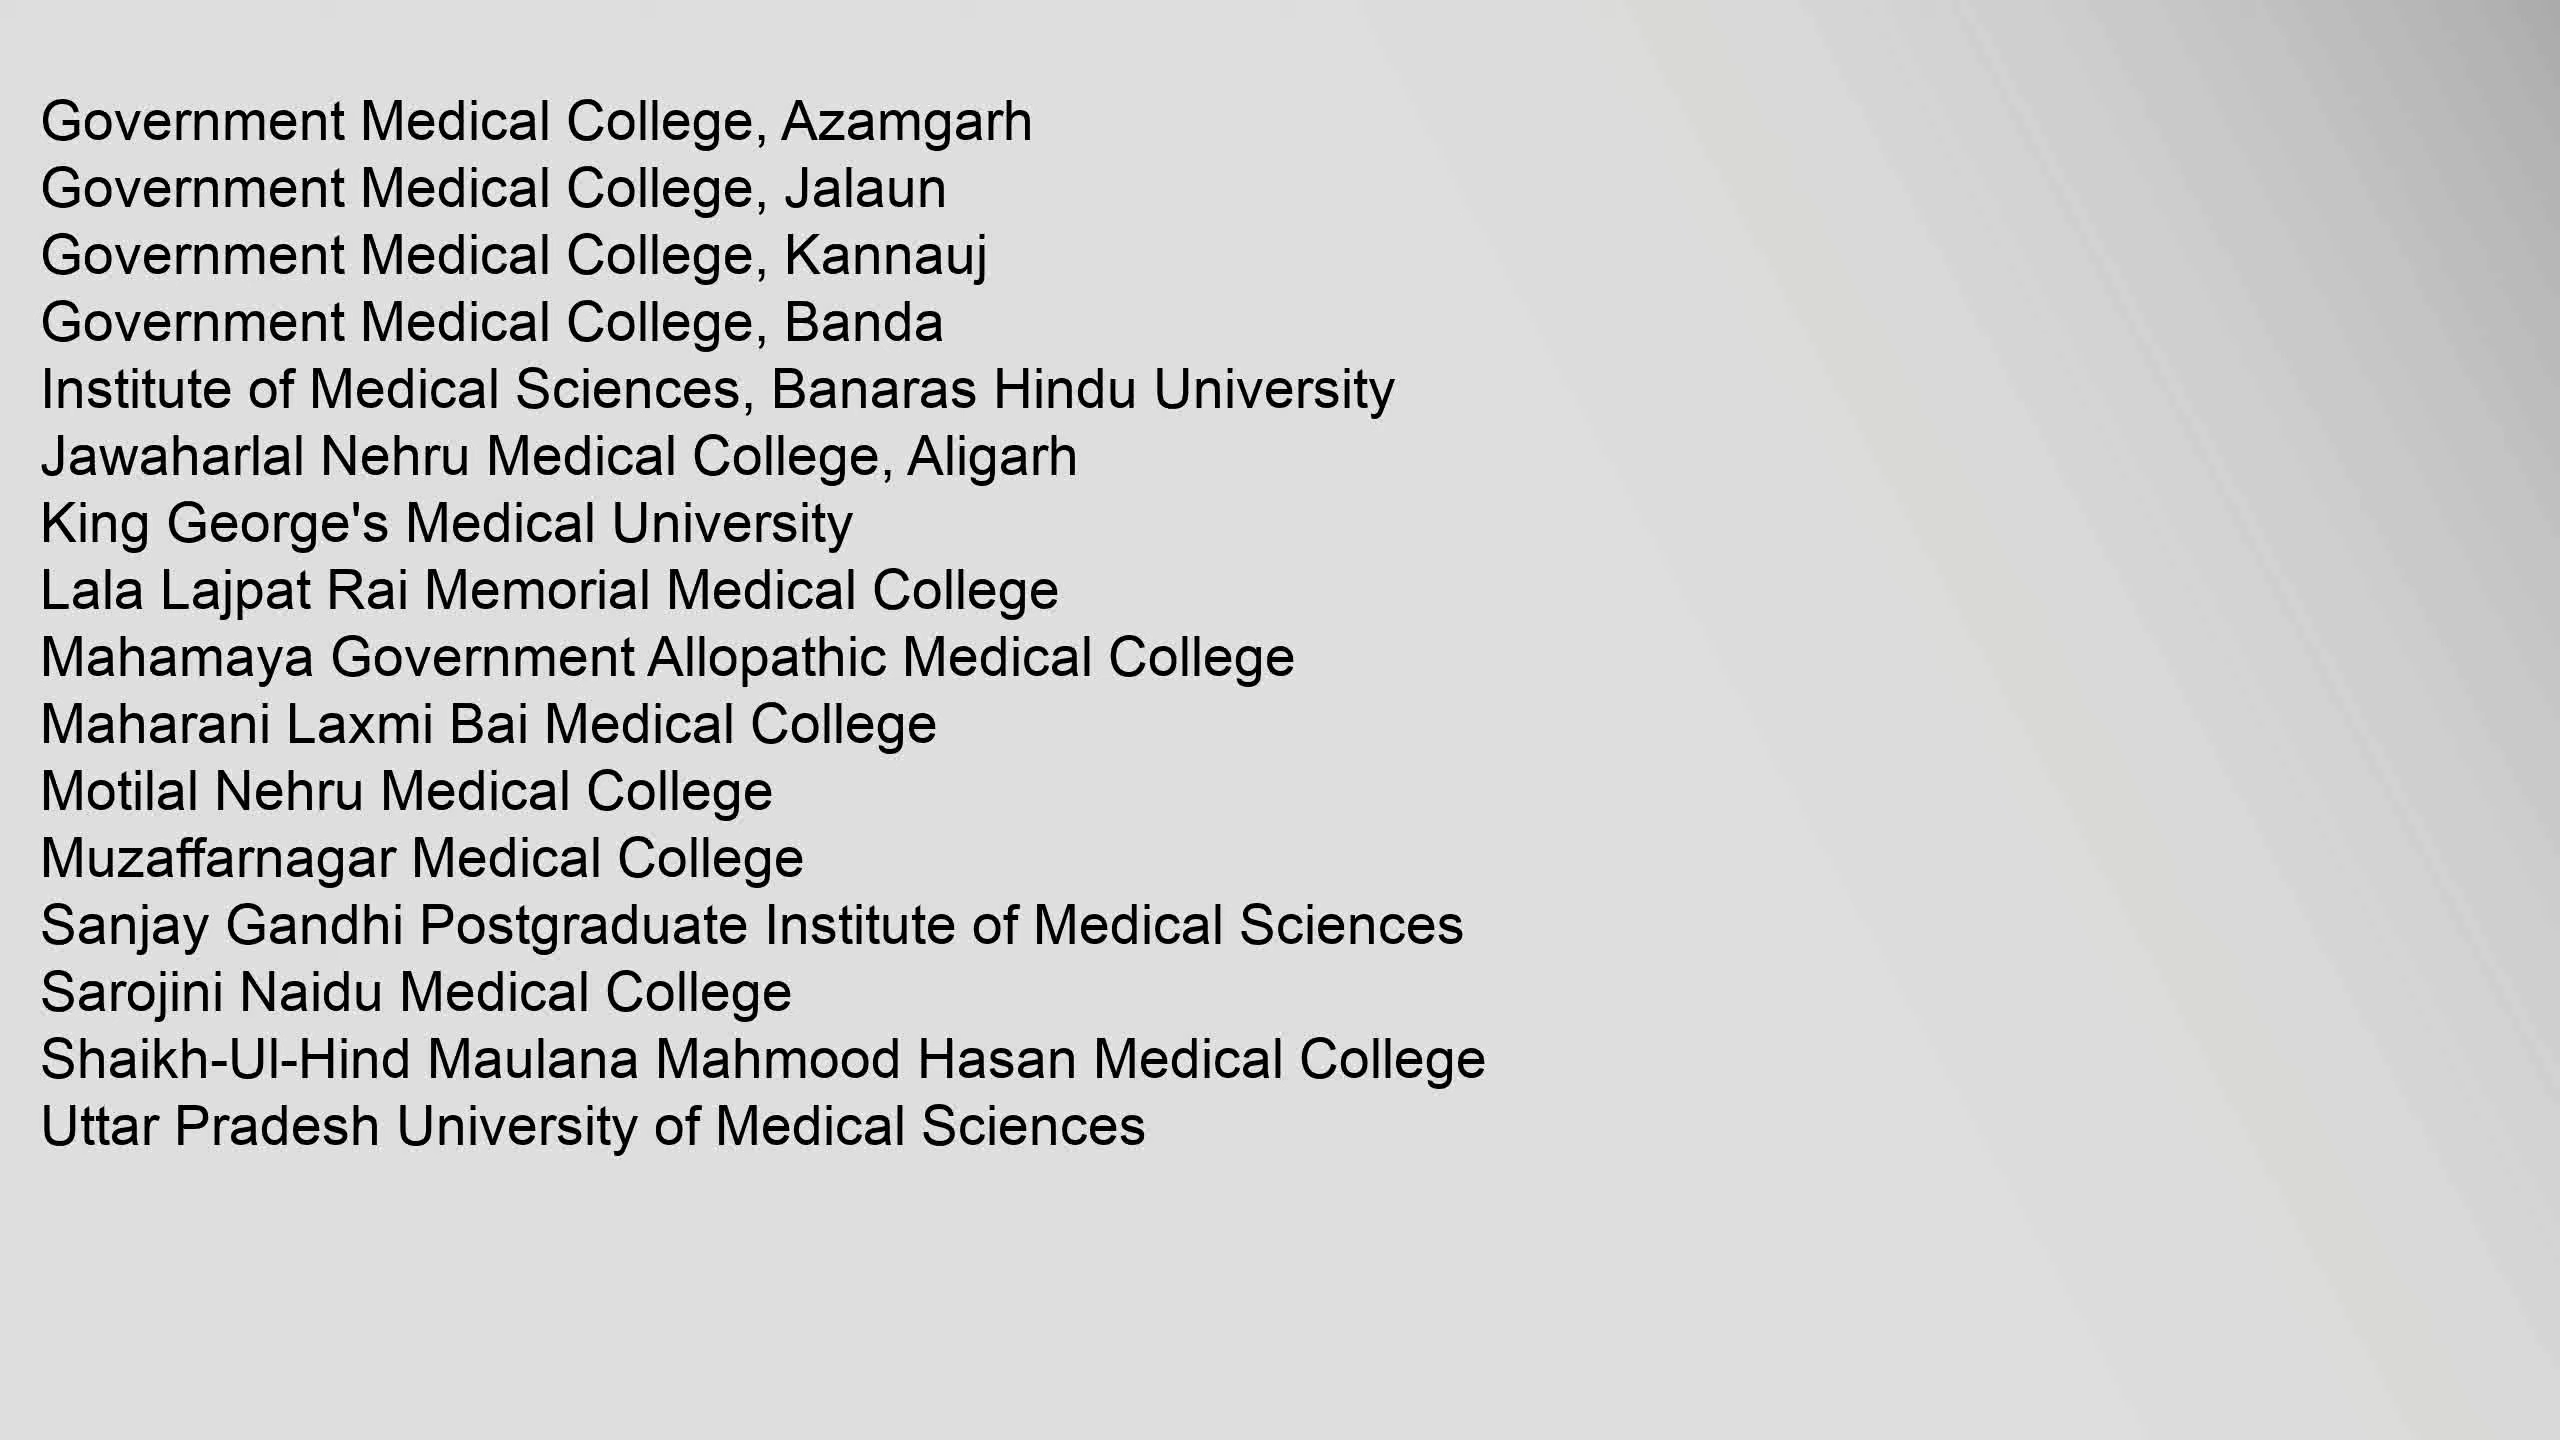 Government Medical College, Azamgarh
Government Medical College, Jalaun
Government Medical College, Kannauj
Government Medical College, Banda
Institute of Medical Sciences, Banaras Hindu University
Jawaharlal Nehru Medical College, Aligarh
King George's Medical University
Lala Lajpat Rai Memorial Medical College
Mahamaya Government Allopathic Medical College
Maharani Laxmi Bai Medical College
Motilal Nehru Medical College
Muzaffarnagar Medical College
Sanjay Gandhi Postgraduate Institute of Medical Sciences
Sarojini Naidu Medical College
Shaikh-Ul-Hind Maulana Mahmood Hasan Medical College
Uttar Pradesh University of Medical Sciences